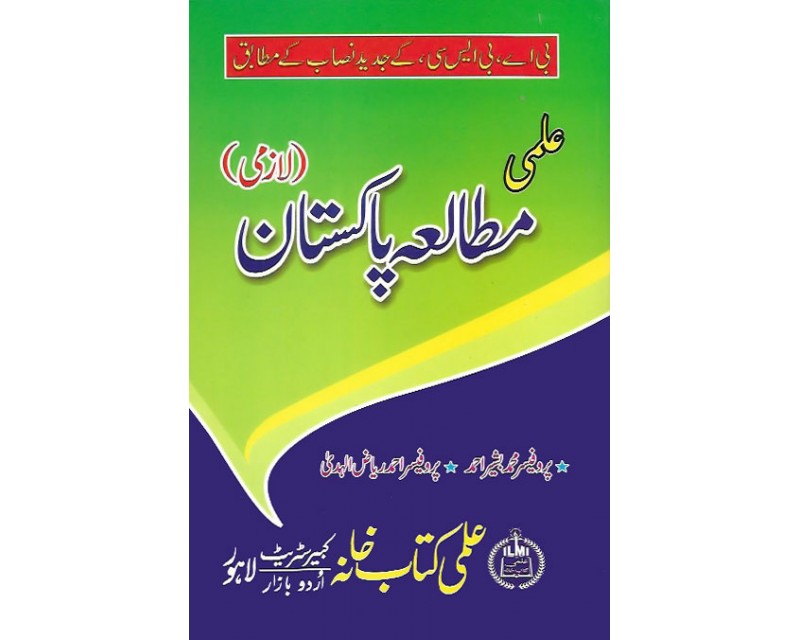 بی اے، بی ایس سی، کے جدید نصاب کے مطابق
علمی
(لازمی)
مطالعہ پاکستان
★ پروفیسر محمد بشیر احمد ★ پروفیسر احمد ریاض الہدیٰ
ILMI
علمی کتاب خانہ
کبیر سٹریٹ
اُردو بازار
لاہور